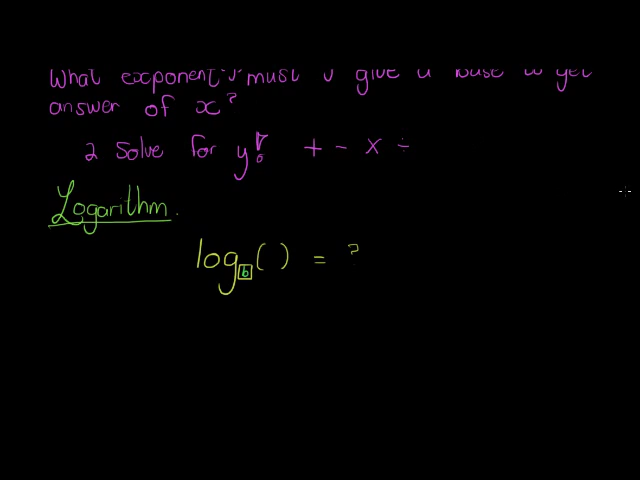 What exponent y must I give a base to get
answer of x?
2 Solve for y! + - x ÷
Logarithm.
log b ( ) = ?